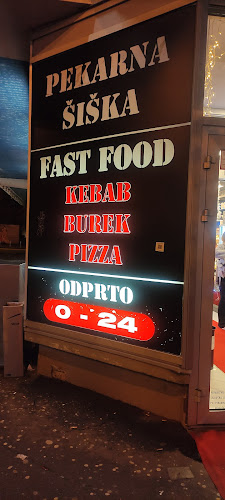 PEKARNA
ŠIŠKA
FAST FOOD
KEBAB
BUREK
PIZZA
ODPRTO
0 - 24